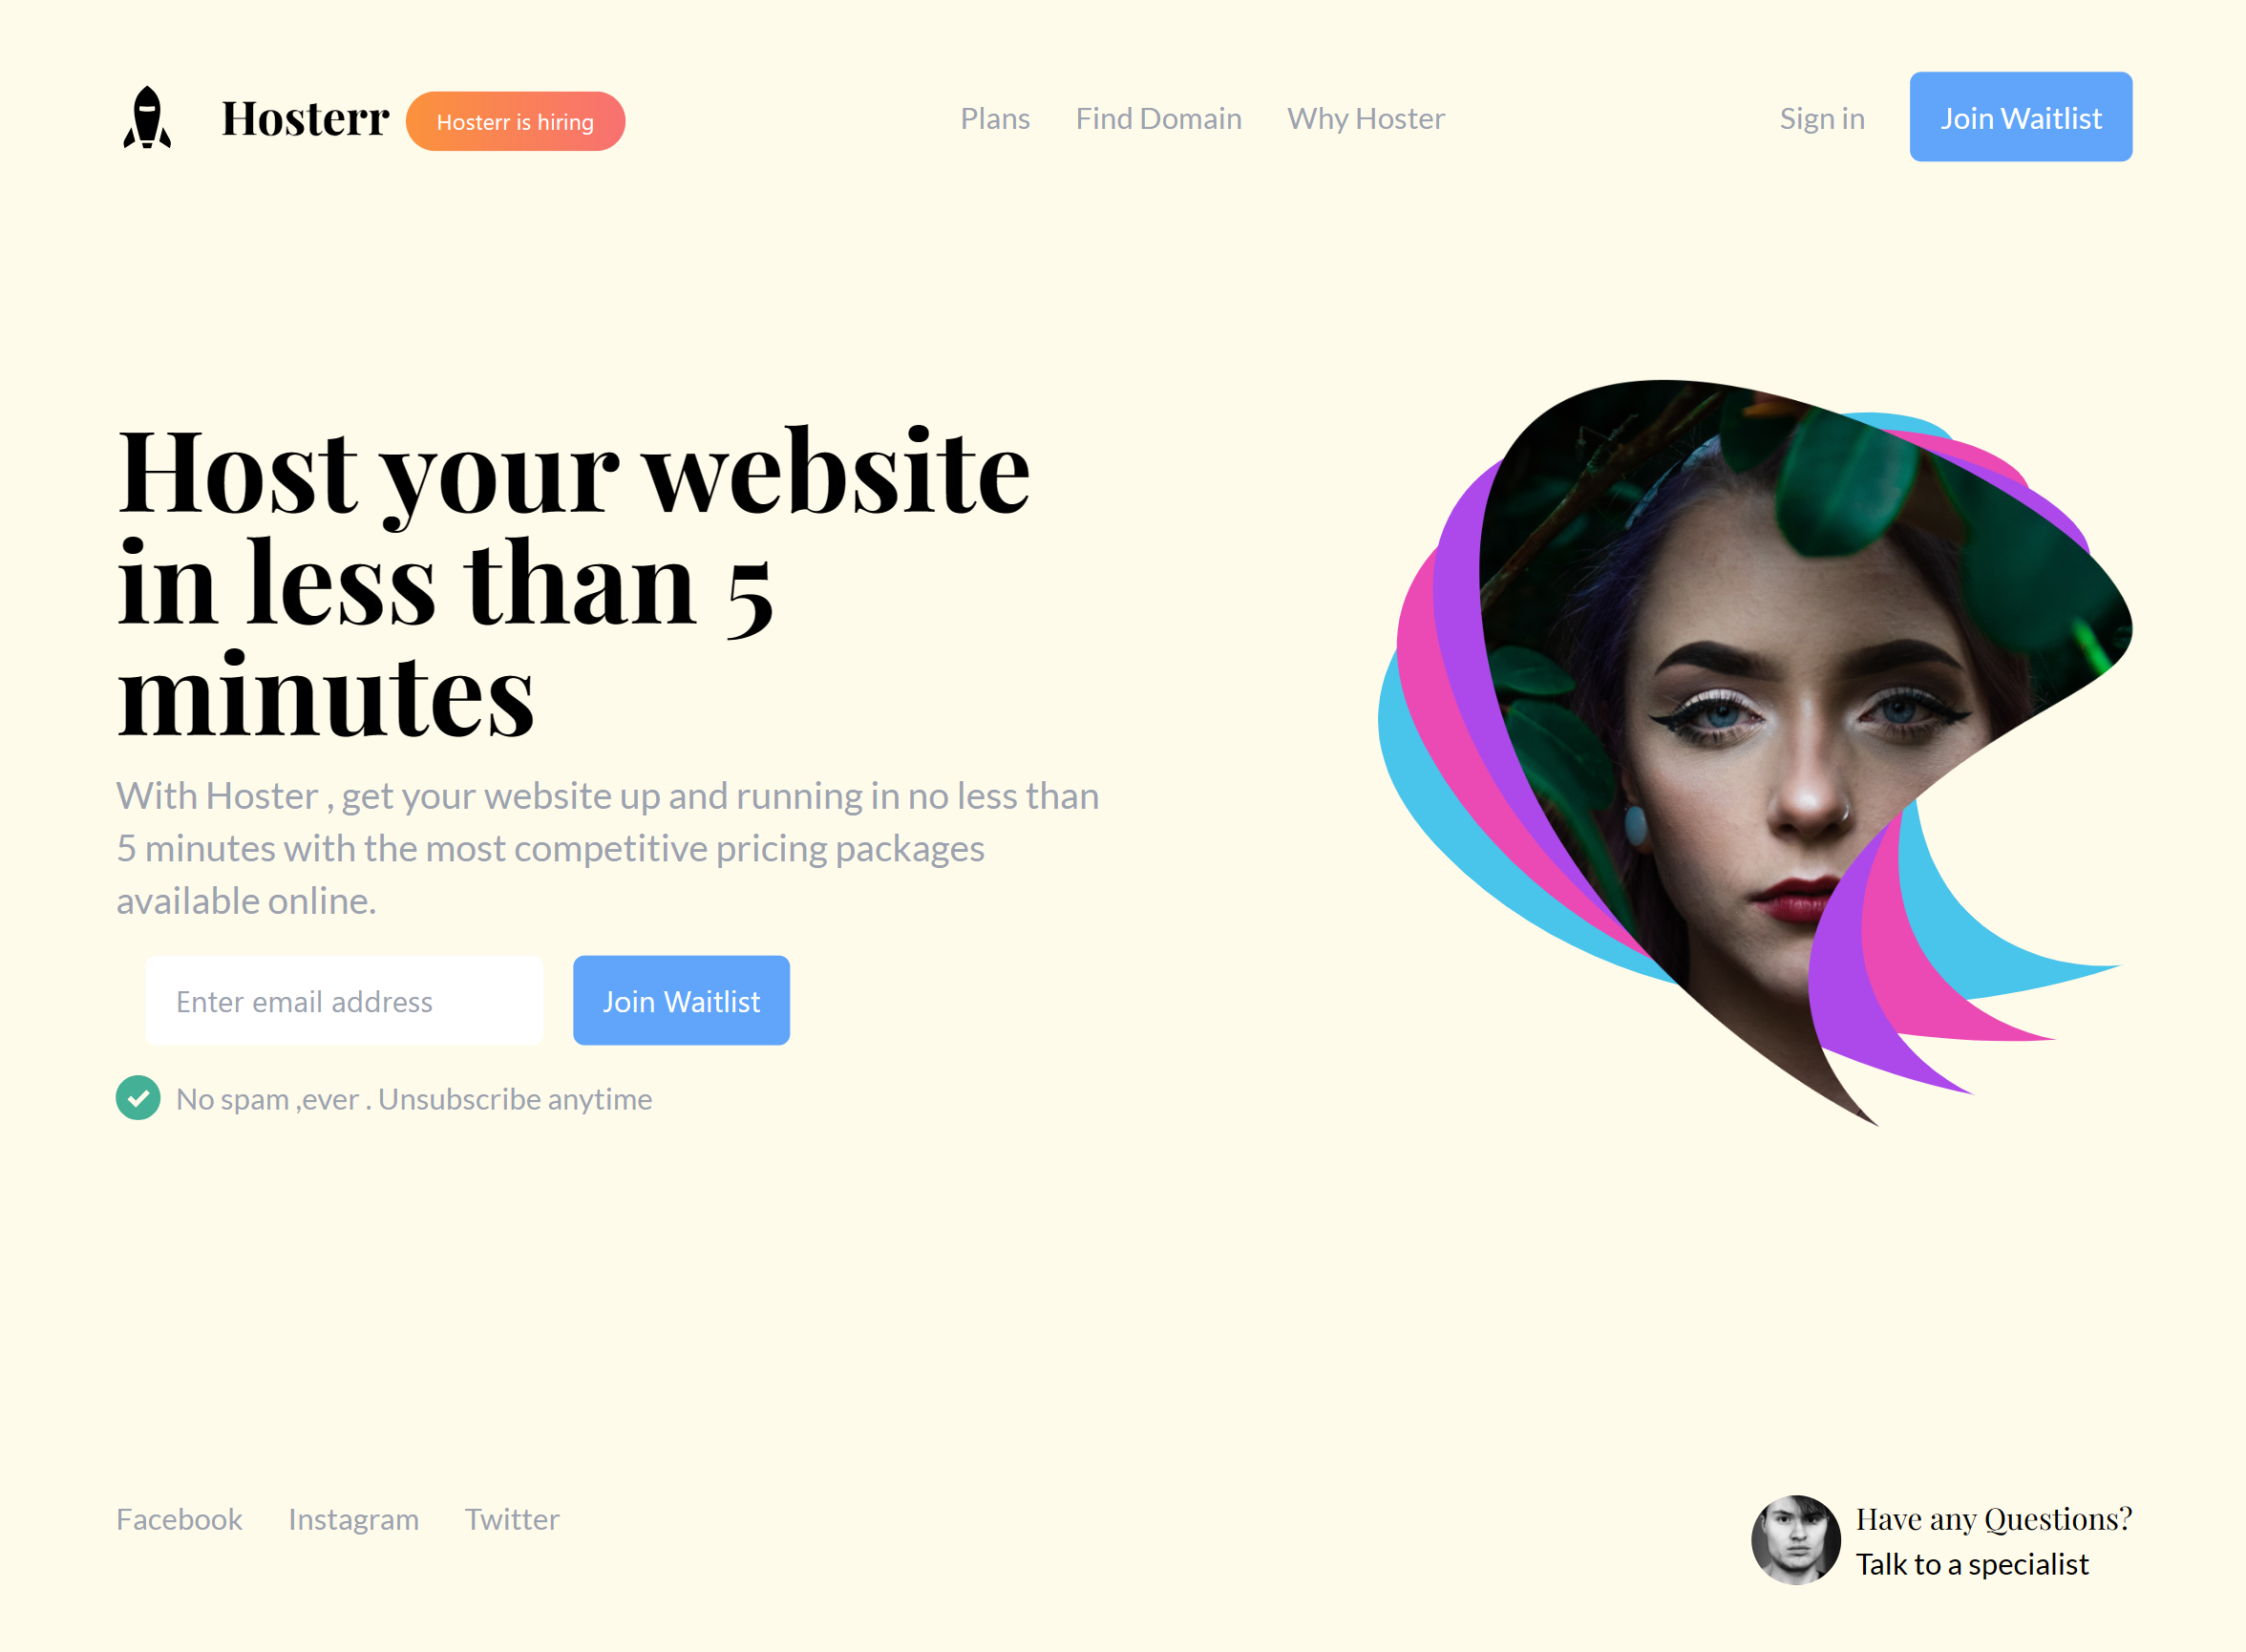 Hosterr
Hosterr is hiring
Plans
Find Domain
Why Hoster
Sign in
Join Waitlist
Host your website
in less than 5
minutes
With Hoster , get your website up and running in no less than
5 minutes with the most competitive pricing packages
available online.
Enter email address
Join Waitlist
No spam ,ever . Unsubscribe anytime
Facebook
Instagram
Twitter
Have any Questions?
Talk to a specialist